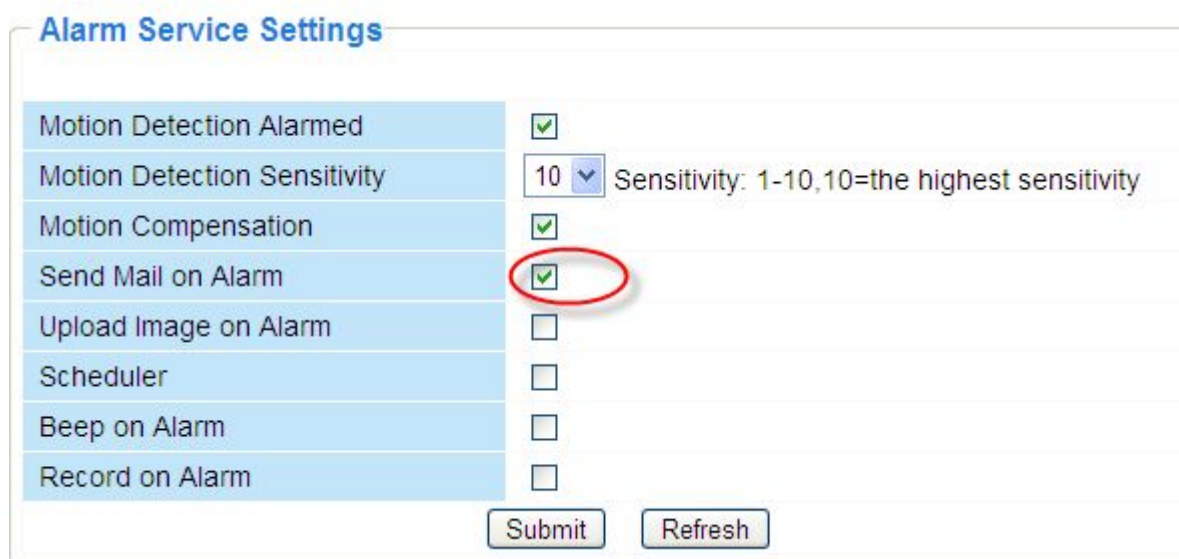 Alarm Service Settings
Motion Detection Alarmed
Motion Detection Sensitivity 10 Sensitivity: 1-10,10=the highest sensitivity
Motion Compensation
Send Mail on Alarm
Upload Image on Alarm
Scheduler
Beep on Alarm
Record on Alarm
Submit Refresh